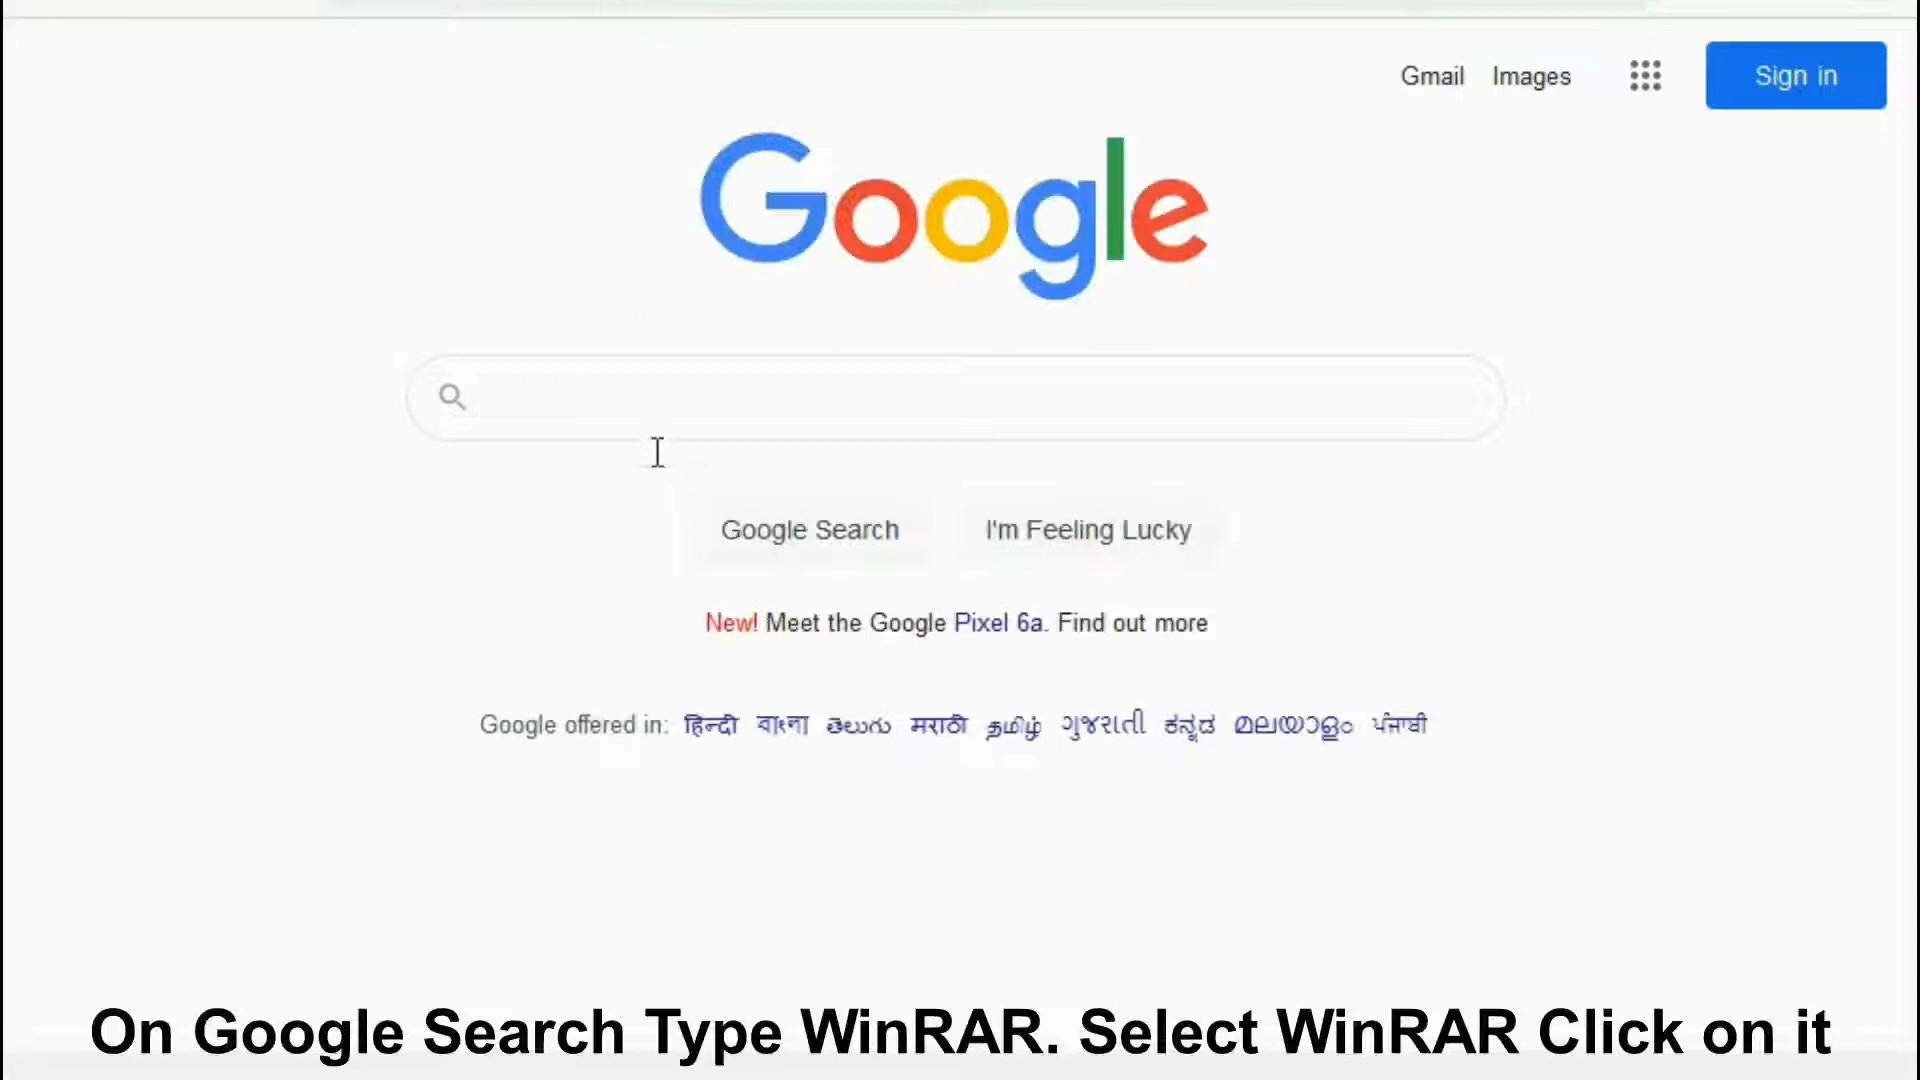 Gmail Images Sign in
Google
Google Search I'm Feeling Lucky
New! Meet the Google Pixel 6a. Find out more
Google offered in: हिन्दी বাংলা తెలుగు मराठी தமிழ் ગુજરાતી ಕನ್ನಡ മലയാളം ਪੰਜਾਬੀ
On Google Search Type WinRAR. Select WinRAR Click on it